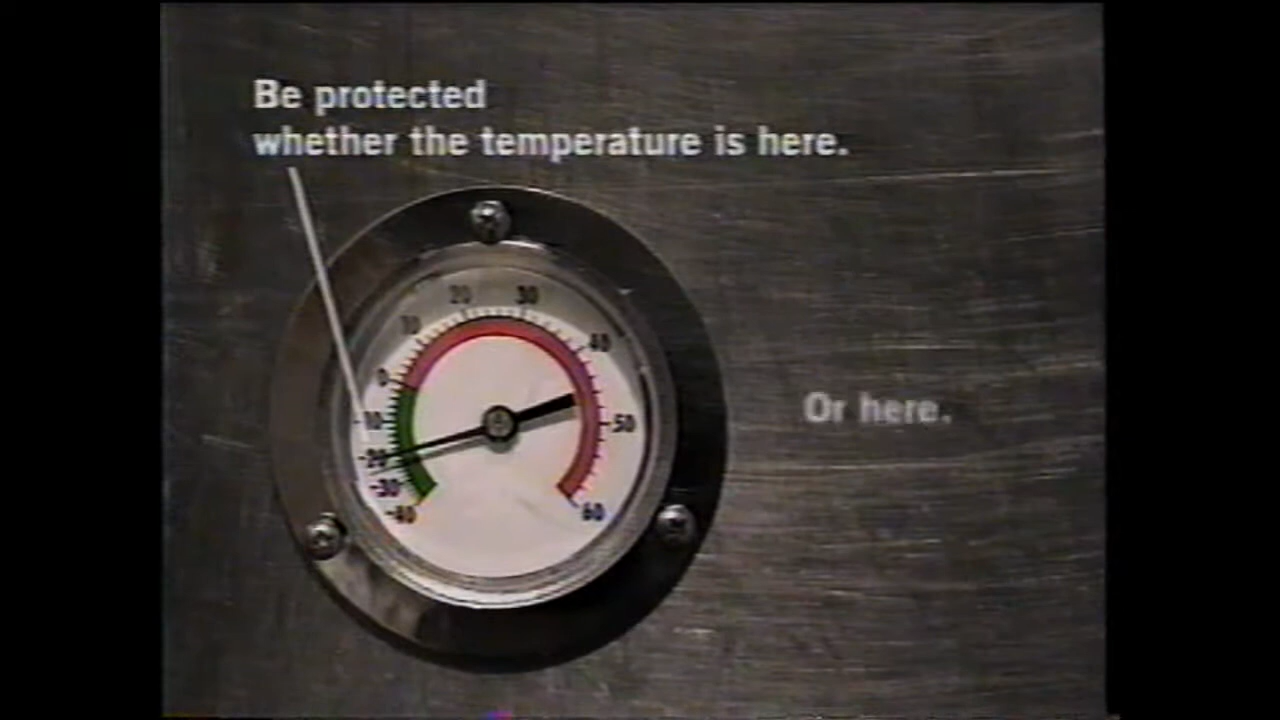 Be protected
whether the temperature is here.
20 30
10 40
0
-10 50
-20
-30
-40 60
Or here.